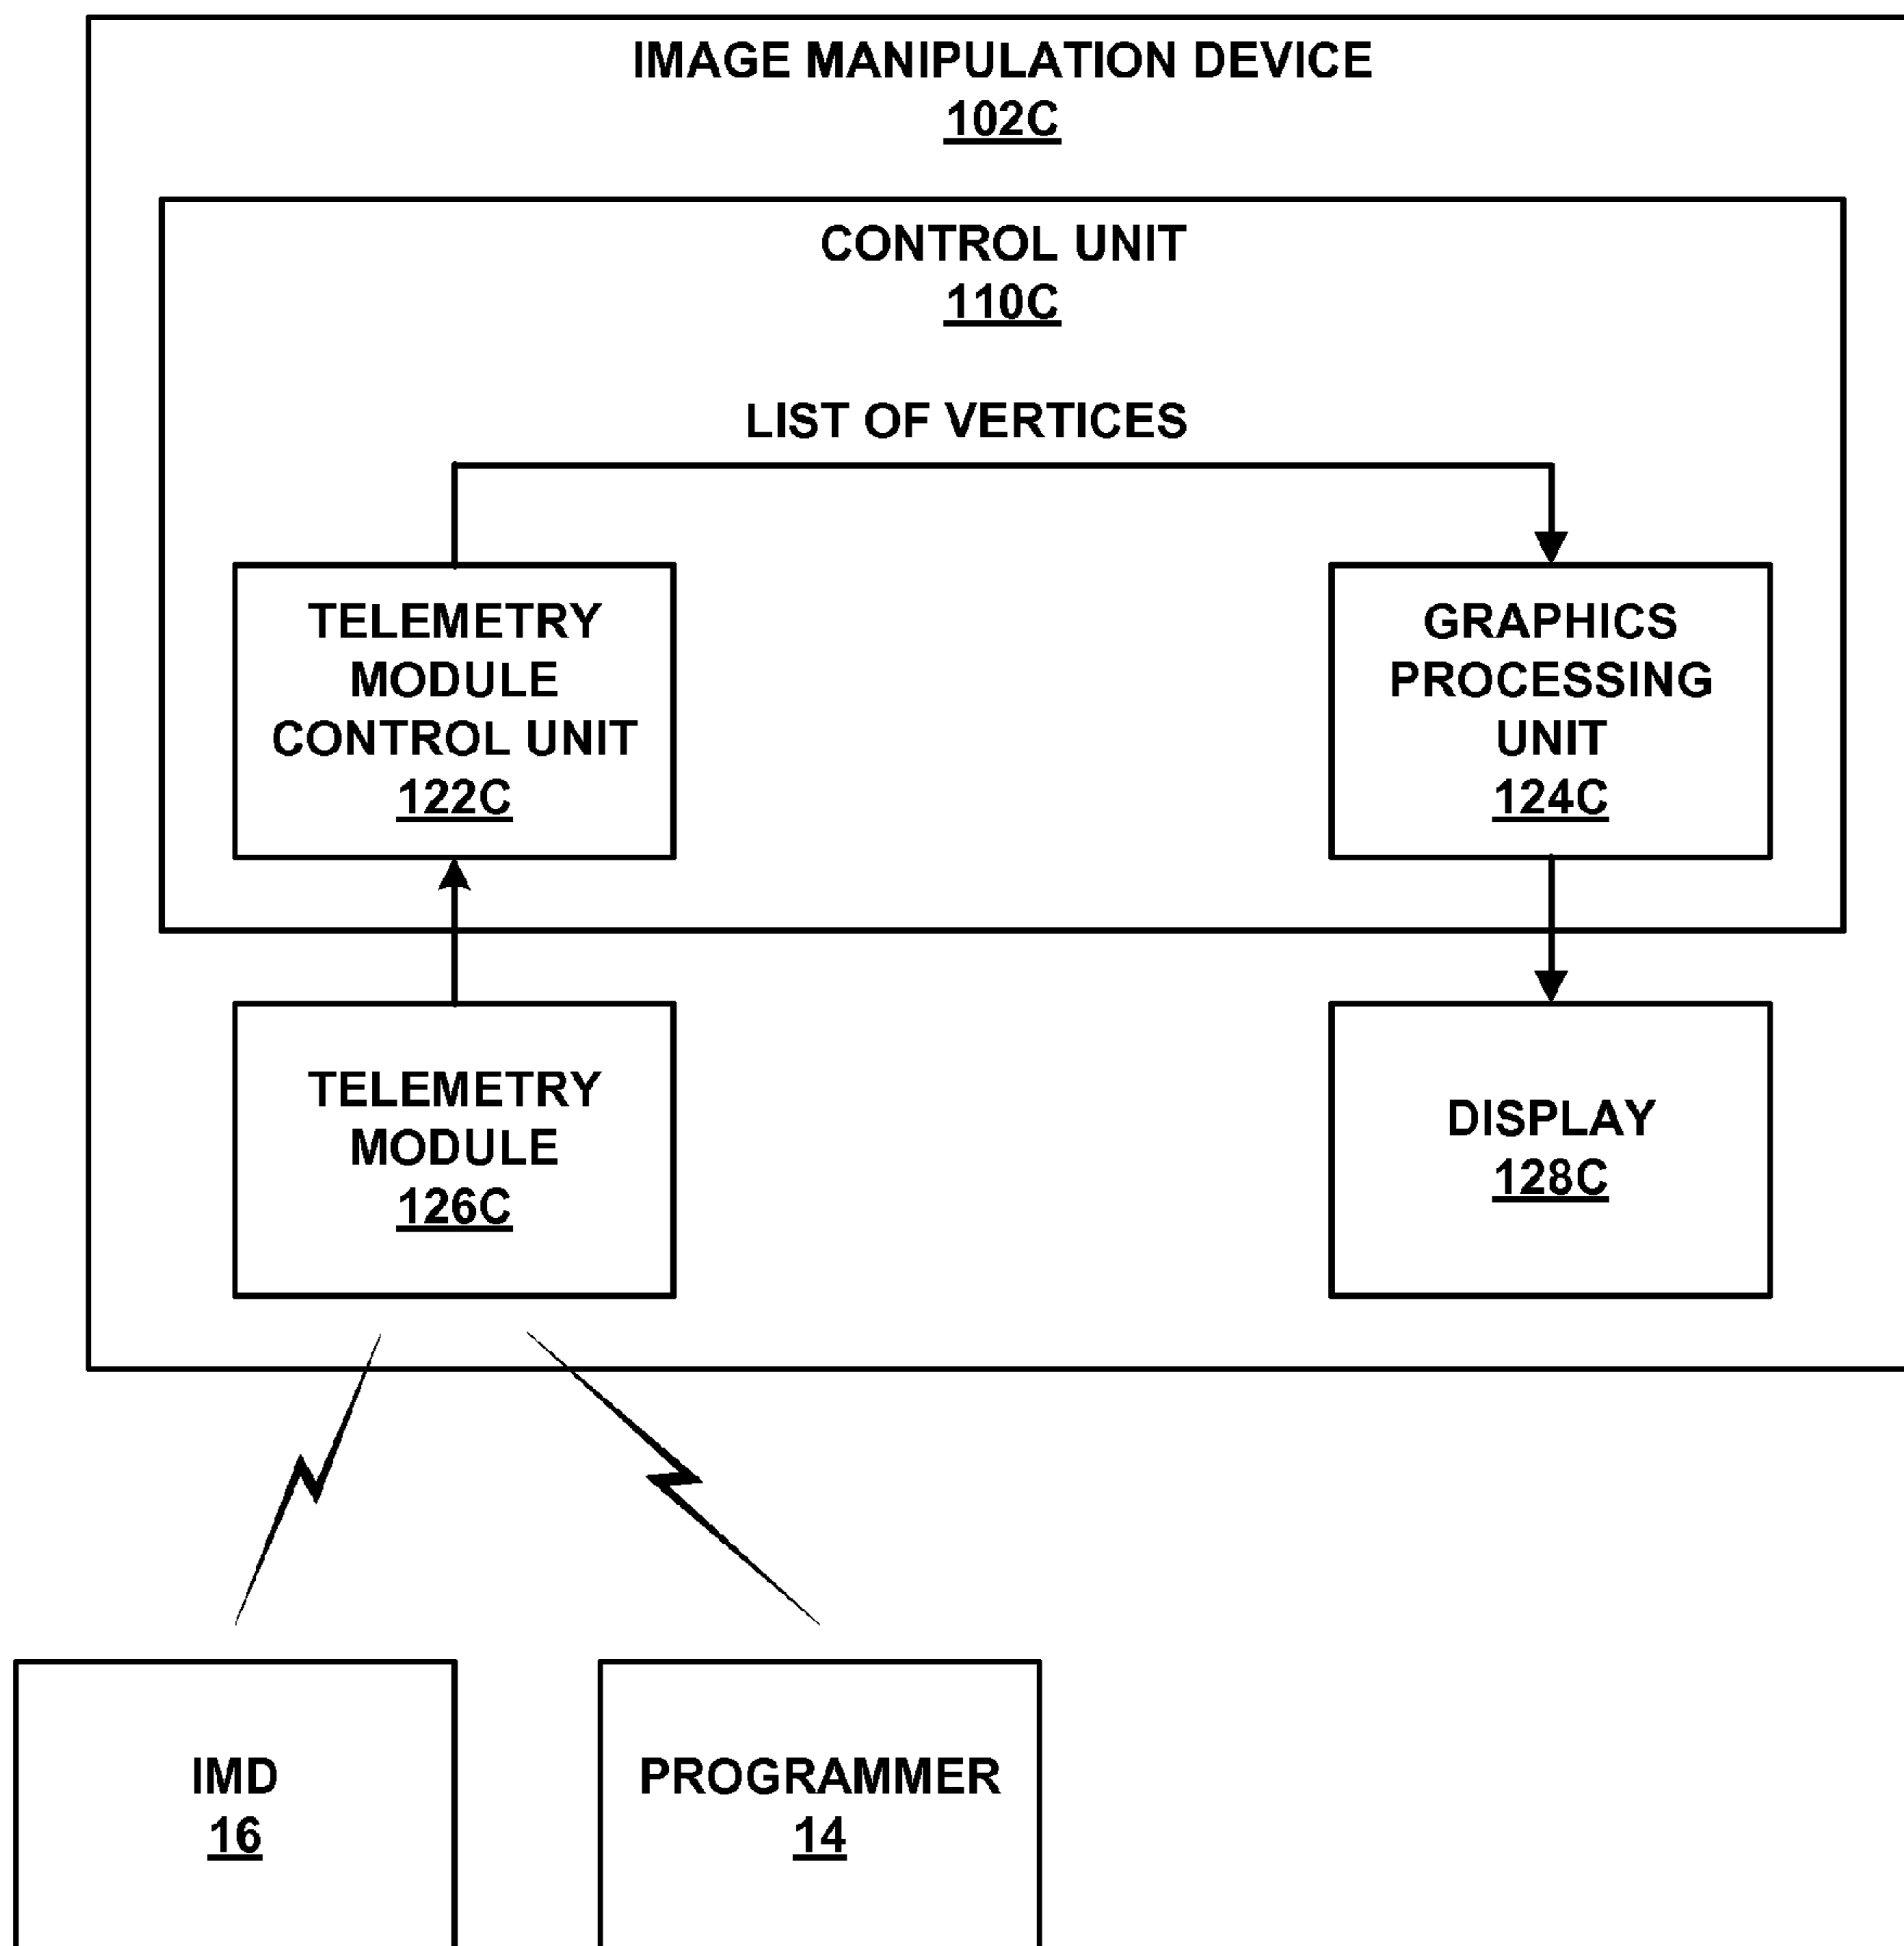 IMAGE MANIPULATION DEVICE
102C
CONTROL UNIT
110C
LIST OF VERTICES
TELEMETRY
MODULE
CONTROL UNIT
122C
GRAPHICS
PROCESSING
UNIT
124C
TELEMETRY
MODULE
126C
DISPLAY
128C
IMD
16
PROGRAMMER
14